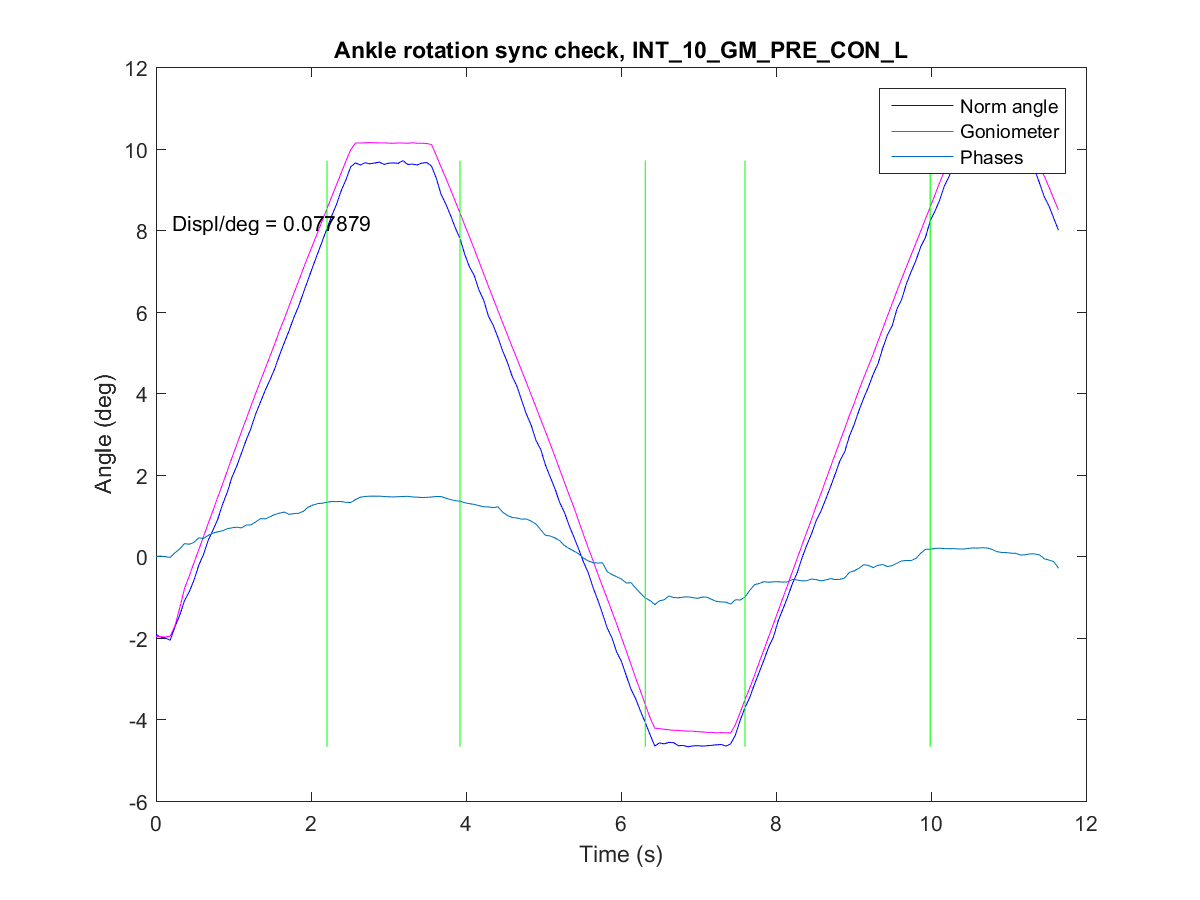 Ankle rotation sync check, INT_10_GM_PRE_CON_L
12
10
8
6
4
2
0
-2
-4
-6
Angle (deg)
Norm angle
Goniometer
Phases
Displ/deg = 0.077879
0 2 4 6 8 10 12
Time (s)